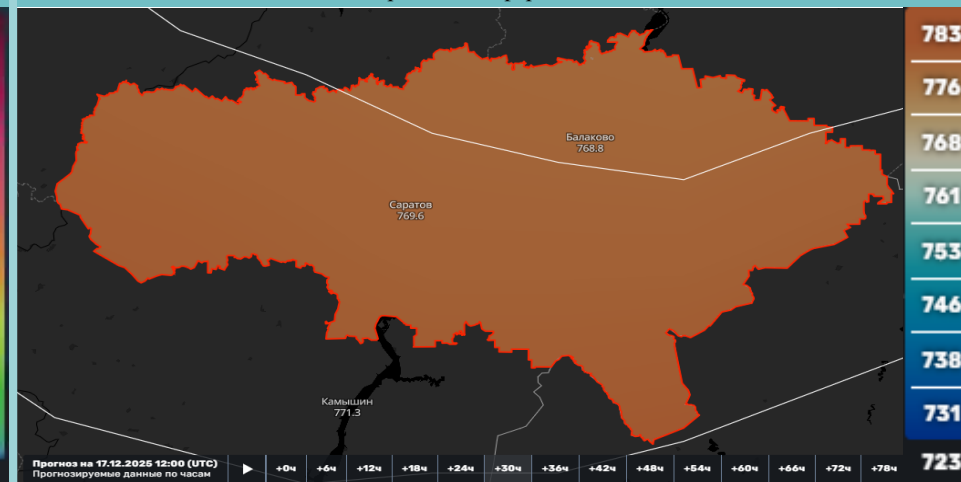 783
776
768
761
753
746
738
731
723
Балаково
768.8
Саратов
769.6
Камышин
771.3
Прогноз на 17.12.2025 12:00 (UTC)
Прогнозируемые данные по часам
+0ч +6ч +12ч +18ч +24ч +30ч +36ч +42ч +48ч +54ч +60ч +66ч +72ч +78ч